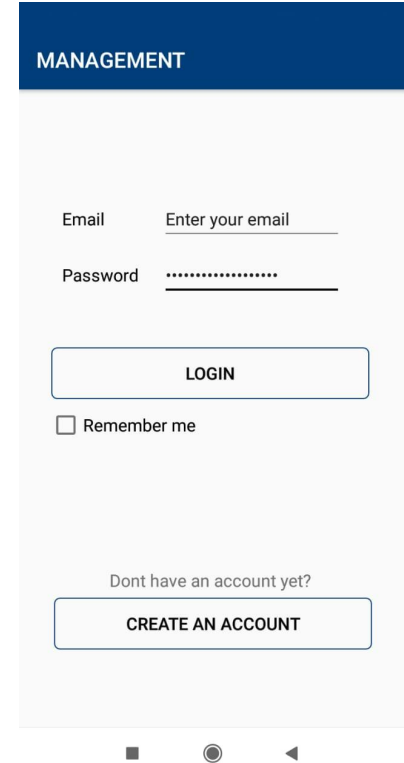 MANAGEMENT
Email Enter your email
Password •••••••••••••••••••
LOGIN
Remember me
Dont have an account yet?
CREATE AN ACCOUNT